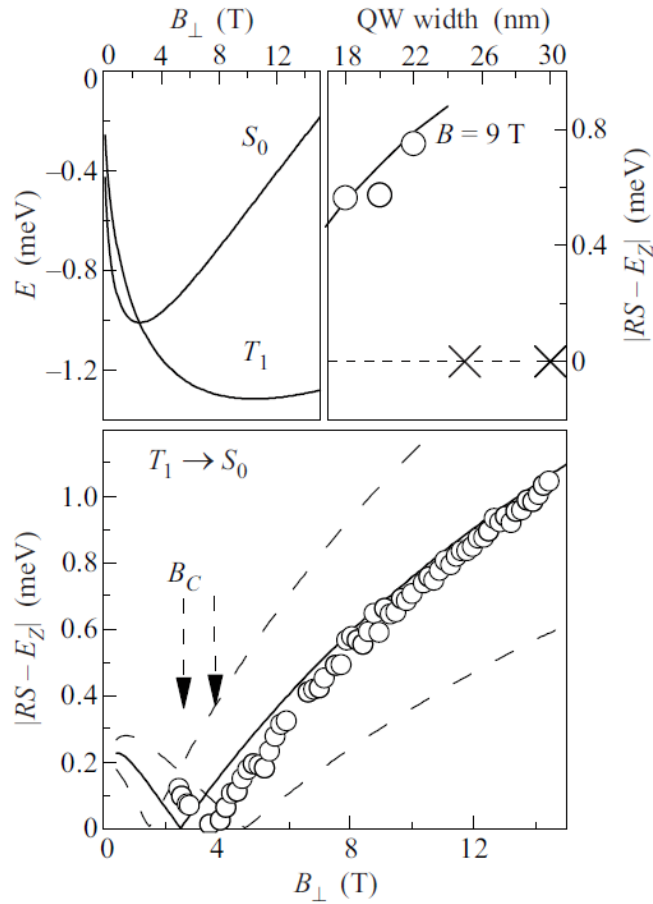 B⊥ (T)
0 4 8 12
QW width (nm)
18 22 26 30
0
−0.4
−0.8
−1.2
E (meV)
S0
T1
B = 9 T
0.8
0.4
0
|RS − EZ| (meV)
T1 → S0
BC
1.0
0.8
0.6
0.4
0.2
0
|RS − EZ| (meV)
0 4 8 12
B⊥ (T)